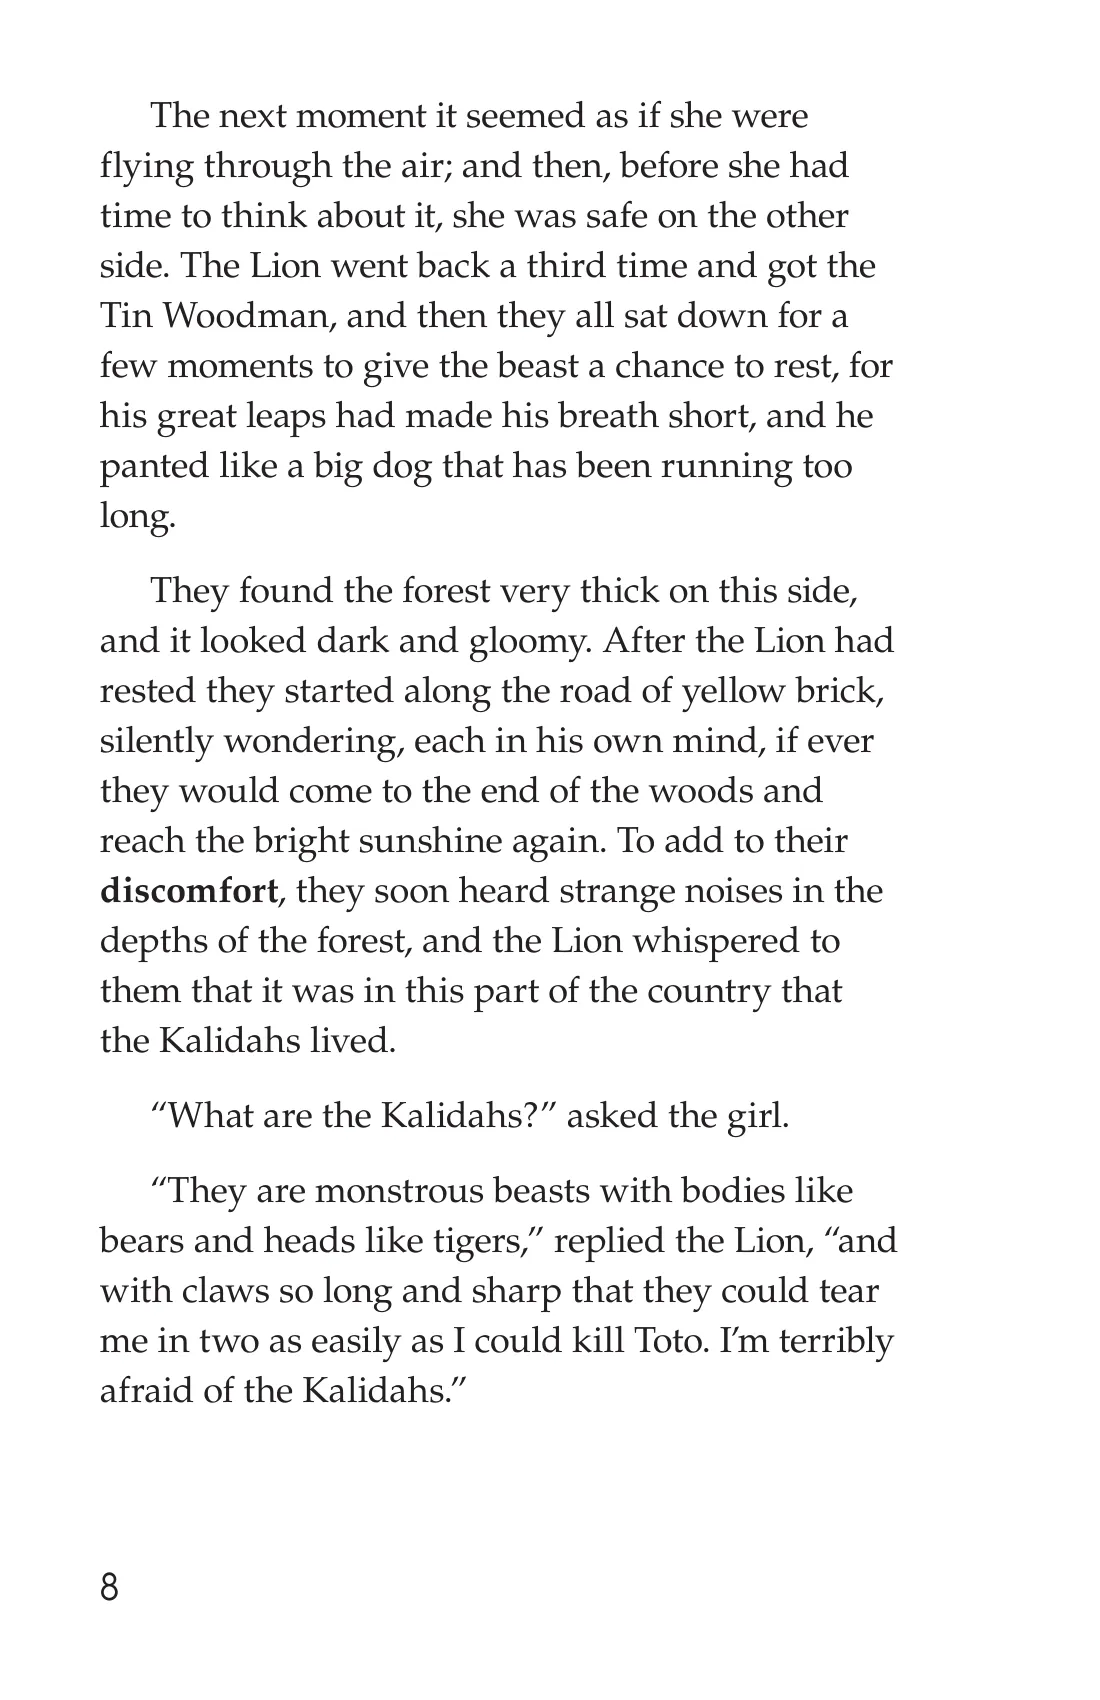 The next moment it seemed as if she were
flying through the air; and then, before she had
time to think about it, she was safe on the other
side. The Lion went back a third time and got the
Tin Woodman, and then they all sat down for a
few moments to give the beast a chance to rest, for
his great leaps had made his breath short, and he
panted like a big dog that has been running too
long.
They found the forest very thick on this side,
and it looked dark and gloomy. After the Lion had
rested they started along the road of yellow brick,
silently wondering, each in his own mind, if ever
they would come to the end of the woods and
reach the bright sunshine again. To add to their
discomfort, they soon heard strange noises in the
depths of the forest, and the Lion whispered to
them that it was in this part of the country that
the Kalidahs lived.
“What are the Kalidahs?” asked the girl.
“They are monstrous beasts with bodies like
bears and heads like tigers,” replied the Lion, “and
with claws so long and sharp that they could tear
me in two as easily as I could kill Toto. I’m terribly
afraid of the Kalidahs.”
8